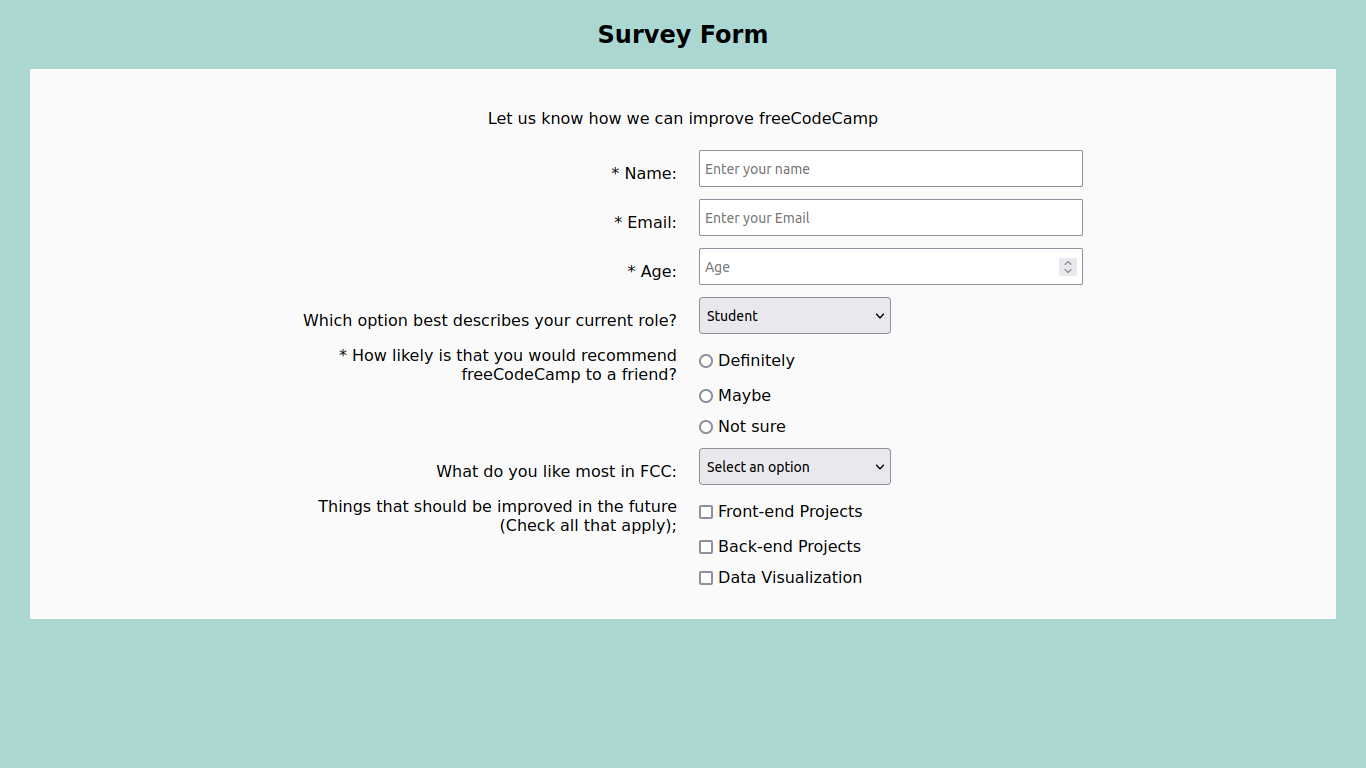 Survey Form
Let us know how we can improve freeCodeCamp
* Name:
Enter your name
* Email:
Enter your Email
* Age:
Age
Which option best describes your current role?
Student
* How likely is that you would recommend
freeCodeCamp to a friend?
Definitely
Maybe
Not sure
What do you like most in FCC:
Select an option
Things that should be improved in the future
(Check all that apply);
Front-end Projects
Back-end Projects
Data Visualization